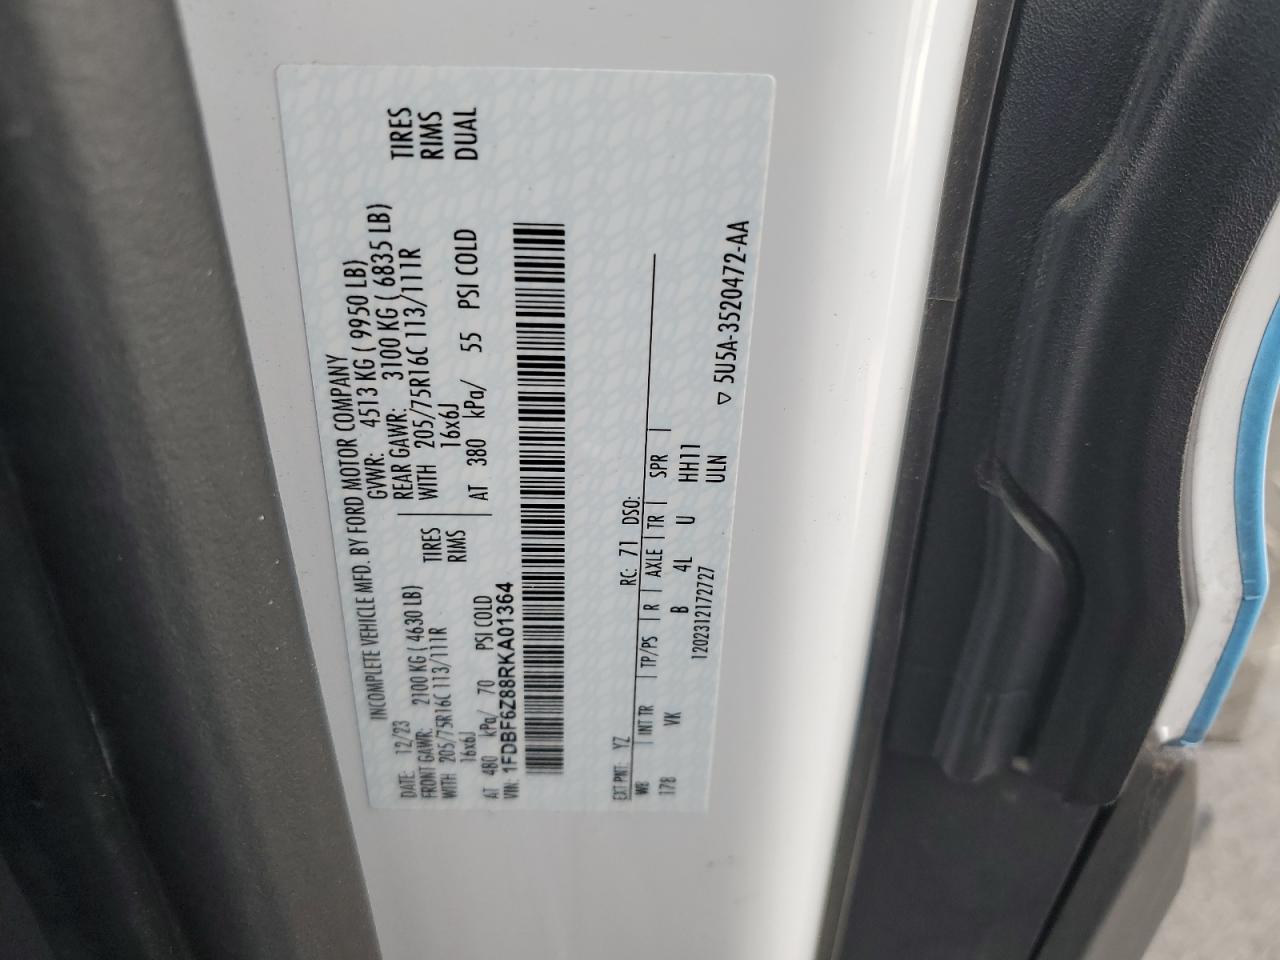 INCOMPLETE VEHICLE MFD. BY FORD MOTOR COMPANY
DATE: 12/23 GVWR: 4513 KG ( 9950 LB)
FRONT GAWR: 2100 KG ( 4630 LB) REAR GAWR: 3100 KG ( 6835 LB)
WITH 205/75R16C 113/111R TIRES WITH 205/75R16C 113/111R TIRES
16x6J RIMS 16x6J RIMS
AT 480 kPa/ 70 PSI COLD AT 380 kPa/ 55 PSI COLD DUAL
VIN: 1FDBF6Z88RKA01364
EXT PNT: YZ RC: 71 DSO:
WB INT TR TP/PS R AXLE TR SPR
178 VK B 4L U HH11
1202312172727 ULN
▽ 5U5A-3520472-AA